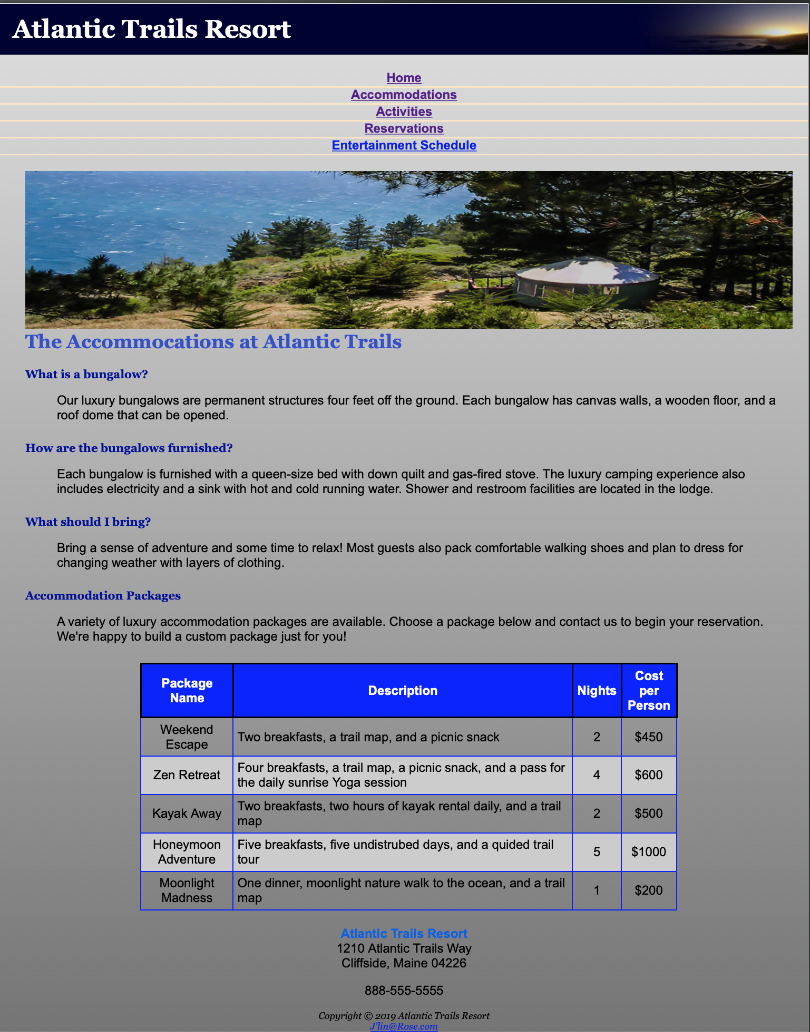 Atlantic Trails Resort
Home
Accommodations
Activities
Reservations
Entertainment Schedule
The Accommocations at Atlantic Trails
What is a bungalow?
Our luxury bungalows are permanent structures four feet off the ground. Each bungalow has canvas walls, a wooden floor, and a
roof dome that can be opened.
How are the bungalows furnished?
Each bungalow is furnished with a queen-size bed with down quilt and gas-fired stove. The luxury camping experience also
includes electricity and a sink with hot and cold running water. Shower and restroom facilities are located in the lodge.
What should I bring?
Bring a sense of adventure and some time to relax! Most guests also pack comfortable walking shoes and plan to dress for
changing weather with layers of clothing.
Accommodation Packages
A variety of luxury accommodation packages are available. Choose a package below and contact us to begin your reservation.
We're happy to build a custom package just for you!
Package Name Description Nights Cost per Person
Weekend Escape Two breakfasts, a trail map, and a picnic snack 2 $450
Zen Retreat Four breakfasts, a trail map, a picnic snack, and a pass for
the daily sunrise Yoga session 4 $600
Kayak Away Two breakfasts, two hours of kayak rental daily, and a trail
map 2 $500
Honeymoon Adventure Five breakfasts, five undistrubed days, and a quided trail
tour 5 $1000
Moonlight Madness One dinner, moonlight nature walk to the ocean, and a trail
map 1 $200
Atlantic Trails Resort
1210 Atlantic Trails Way
Cliffside, Maine 04226
888-555-5555
Copyright © 2019 Atlantic Trails Resort
J'lin@Rose.com